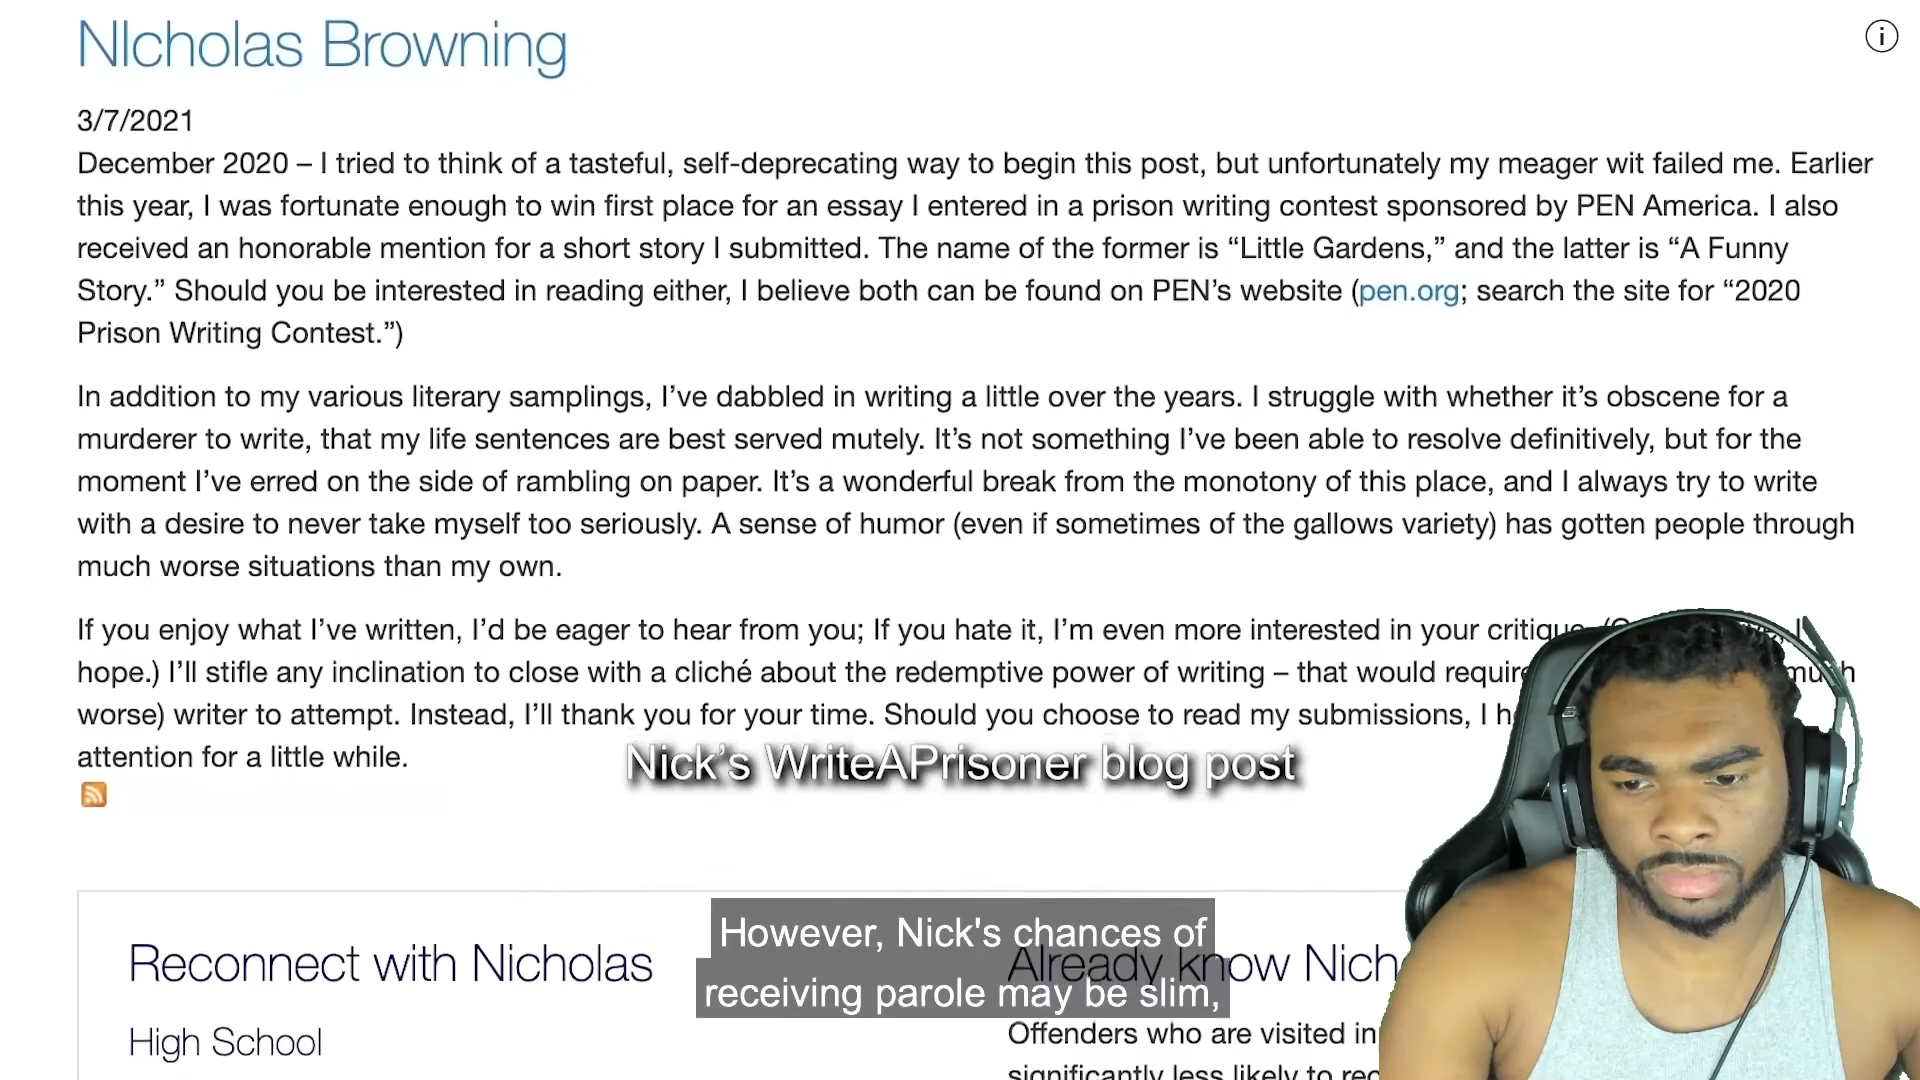 NIcholas Browning
3/7/2021
December 2020 – I tried to think of a tasteful, self-deprecating way to begin this post, but unfortunately my meager wit failed me. Earlier
this year, I was fortunate enough to win first place for an essay I entered in a prison writing contest sponsored by PEN America. I also
received an honorable mention for a short story I submitted. The name of the former is “Little Gardens,” and the latter is “A Funny
Story.” Should you be interested in reading either, I believe both can be found on PEN’s website (pen.org; search the site for “2020
Prison Writing Contest.”)
In addition to my various literary samplings, I’ve dabbled in writing a little over the years. I struggle with whether it’s obscene for a
murderer to write, that my life sentences are best served mutely. It’s not something I’ve been able to resolve definitively, but for the
moment I’ve erred on the side of rambling on paper. It’s a wonderful break from the monotony of this place, and I always try to write
with a desire to never take myself too seriously. A sense of humor (even if sometimes of the gallows variety) has gotten people through
much worse situations than my own.
If you enjoy what I’ve written, I’d be eager to hear from you; If you hate it, I’m even more interested in your I
hope.) I’ll stifle any inclination to close with a cliché about the redemptive power of writing – that would
worse) writer to attempt. Instead, I’ll thank you for your time. Should you choose to read my submissions, I
attention for a little while.
Nick’s WriteAPrisoner blog post
Reconnect with Nicholas
High School
Already know
Offenders who are visited in
significantly less likely to
However, Nick's chances of
receiving parole may be slim,